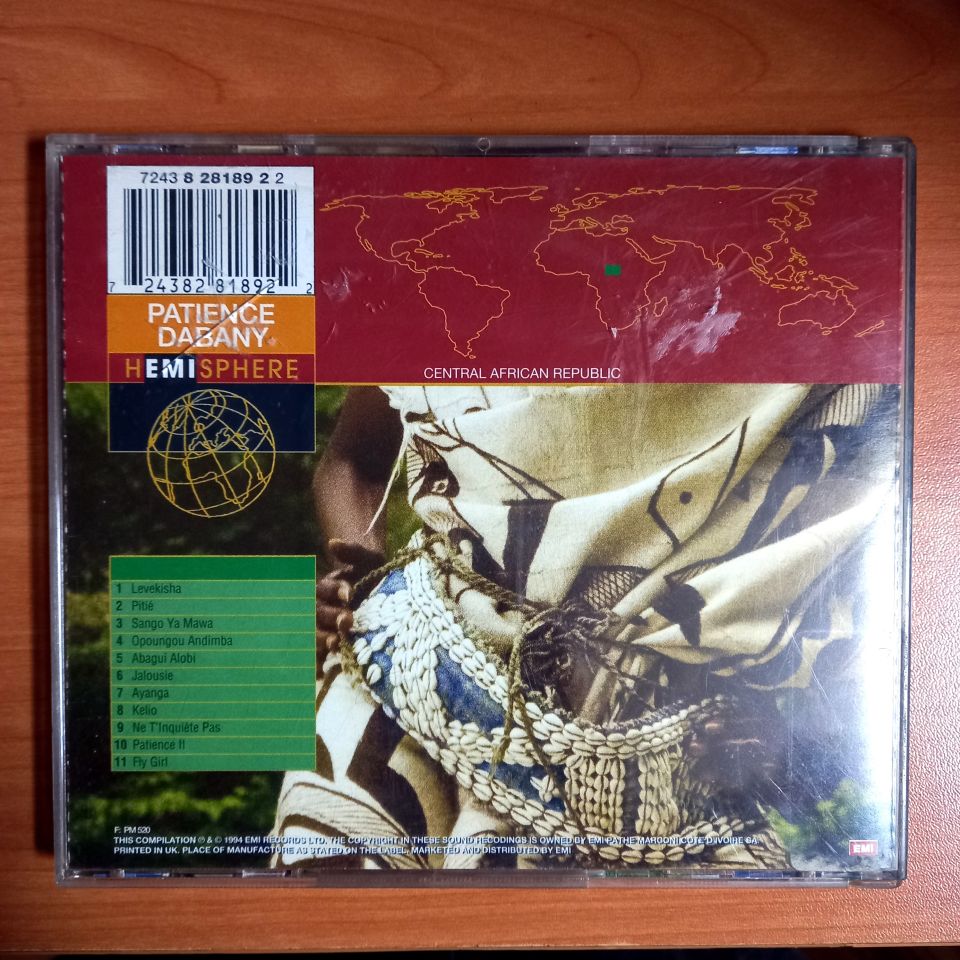 7243 8 28189 2 2
7 24382 81892 2
PATIENCE
DABANY
HEMISPHERE
CENTRAL AFRICAN REPUBLIC
1 Levekisha
2 Pitié
3 Sango Ya Mawa
4 Opoungou Andimba
5 Abagui Alobi
6 Jalousie
7 Ayanga
8 Kelio
9 Ne T'Inquiète Pas
10 Patience II
11 Fly Girl
F: PM 520
THIS COMPILATION ℗ & © 1994 EMI RECORDS LTD. THE COPYRIGHT IN THESE SOUND RECODINGS IS OWNED BY EMI-PATHE MARCONI COTE D'IVOIRE SA
PRINTED IN UK. PLACE OF MANUFACTURE AS STATED ON THE LABEL, MARKETED AND DISTRIBUTED BY EMI
EMI